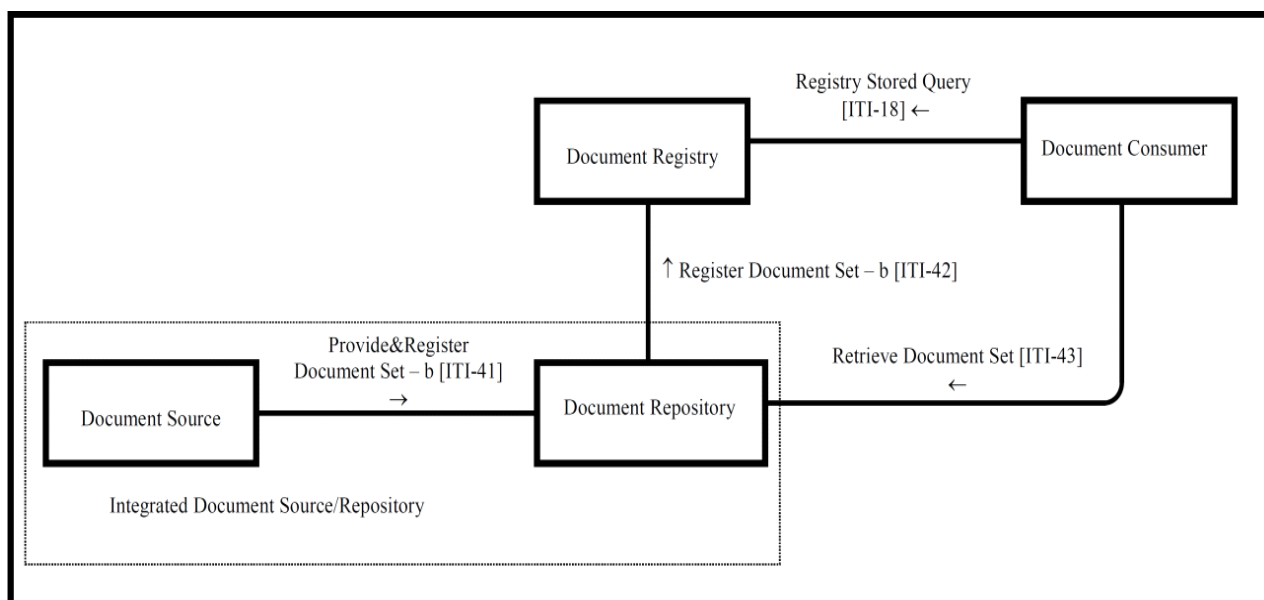 Registry Stored Query
[ITI-18] ←
Document Registry
Document Consumer
↑ Register Document Set – b [ITI-42]
Provide&Register
Document Set – b [ITI-41]
→
Retrieve Document Set [ITI-43]
←
Document Source
Document Repository
Integrated Document Source/Repository